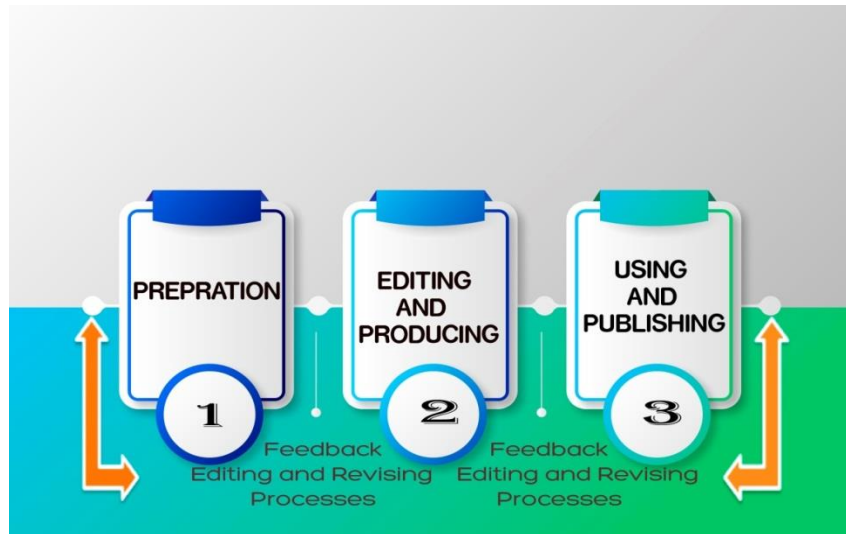 PREPRATION
EDITING
AND
PRODUCING
USING
AND
PUBLISHING
1
2
3
Feedback
Editing and Revising
Processes
Feedback
Editing and Revising
Processes